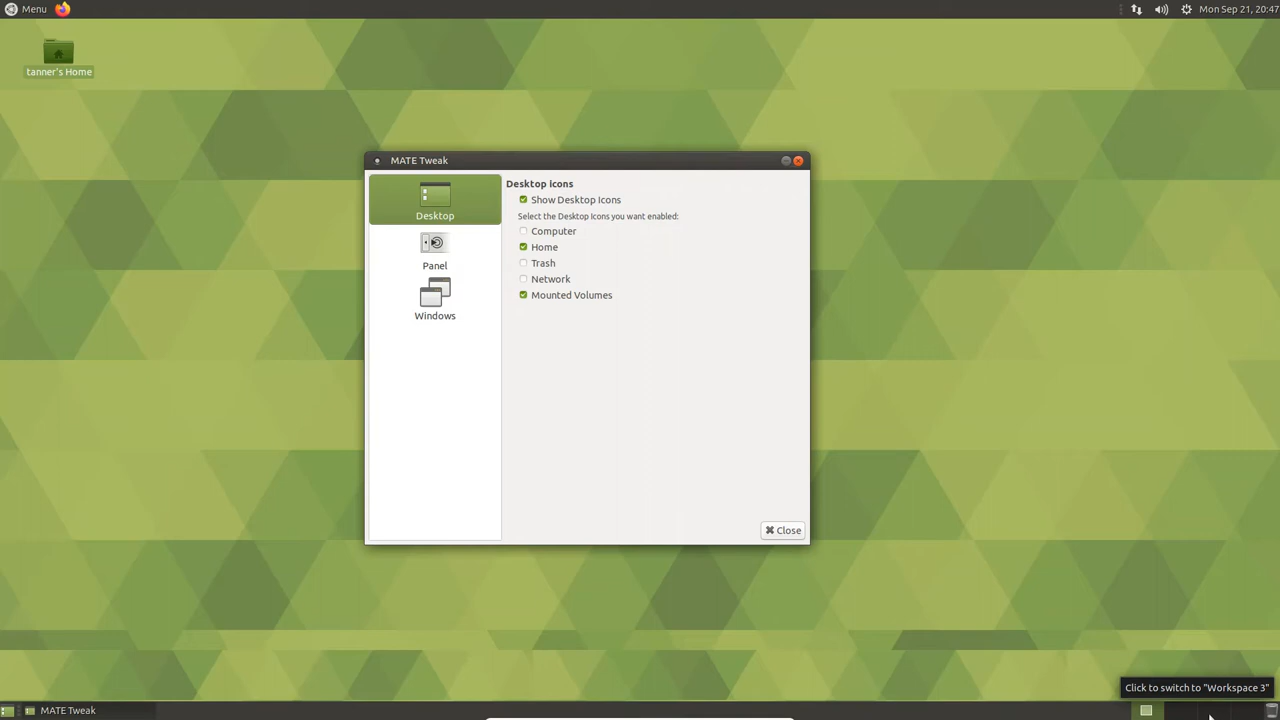 Menu
Mon Sep 21, 20:47
tanner's Home
MATE Tweak
Desktop
Panel
Windows
Desktop icons
Show Desktop Icons
Select the Desktop Icons you want enabled:
Computer
Home
Trash
Network
Mounted Volumes
Close
Click to switch to "Workspace 3"
MATE Tweak